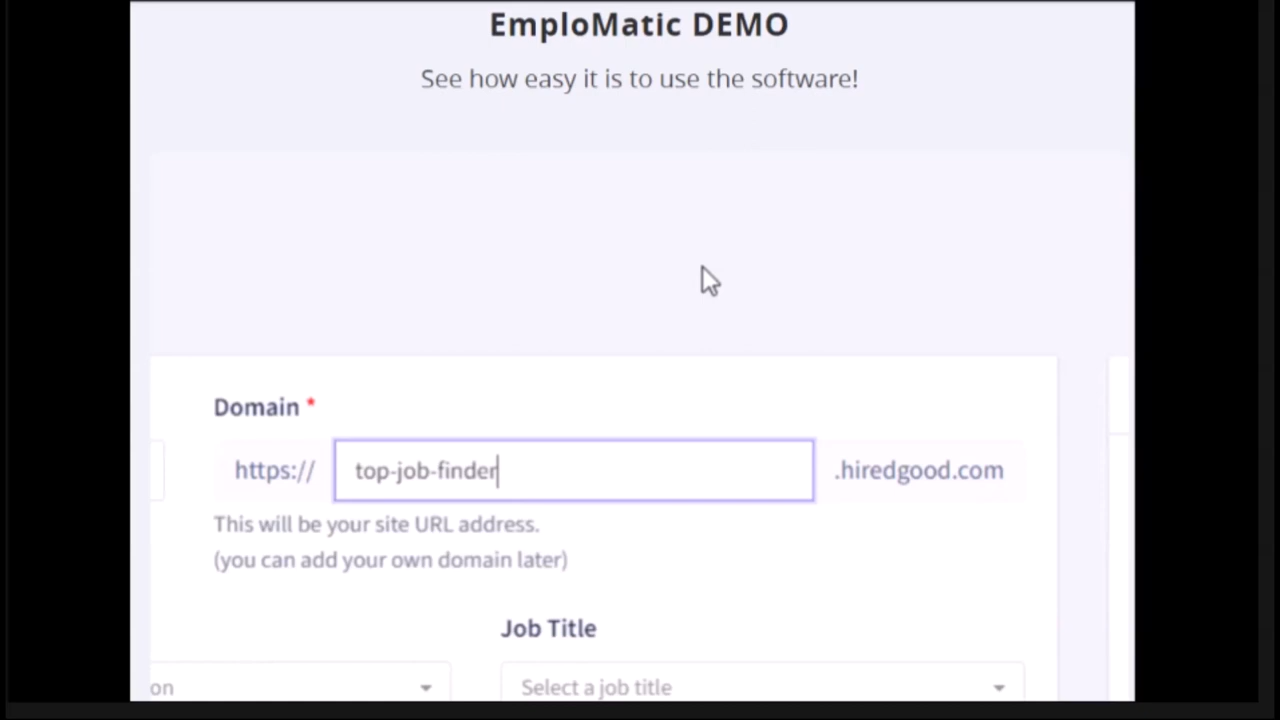 EmploMatic DEMO
See how easy it is to use the software!
Domain *
https:// top-job-finder .hiredgood.com
This will be your site URL address.
(you can add your own domain later)
Job Title
on
Select a job title